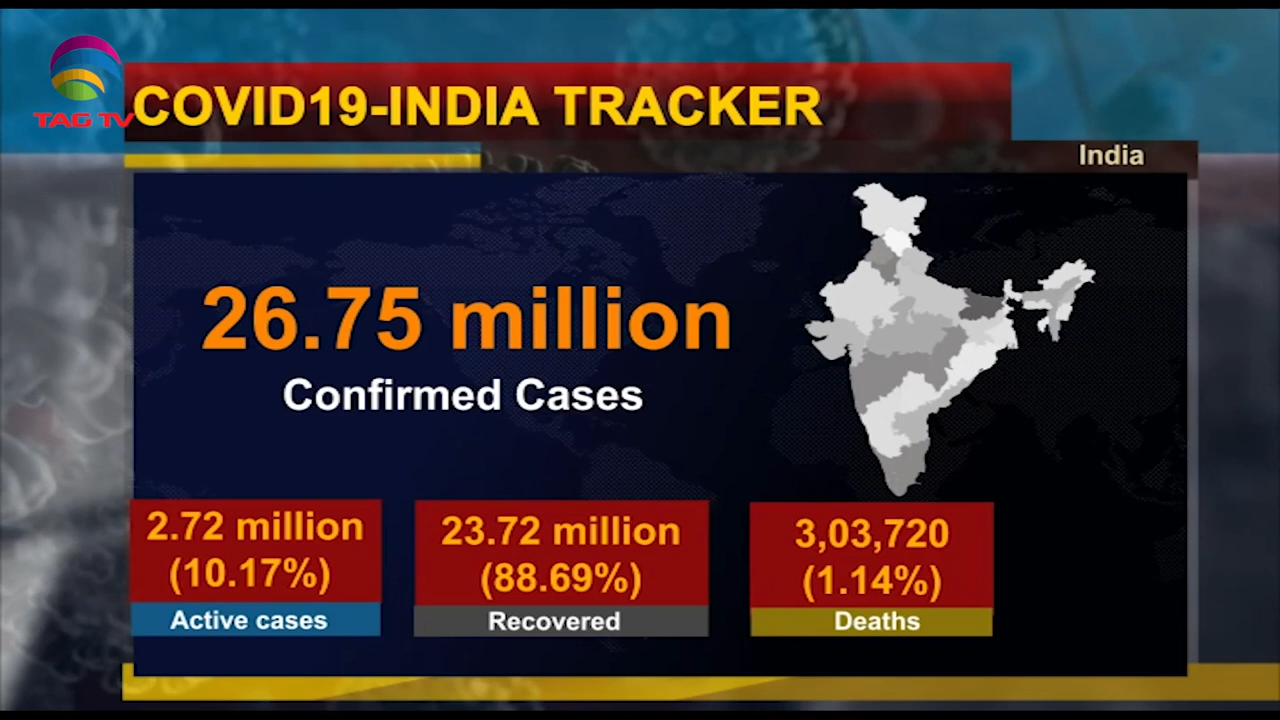 TAG TV
COVID19-INDIA TRACKER
India
26.75 million
Confirmed Cases
2.72 million
(10.17%)
Active cases
23.72 million
(88.69%)
Recovered
3,03,720
(1.14%)
Deaths